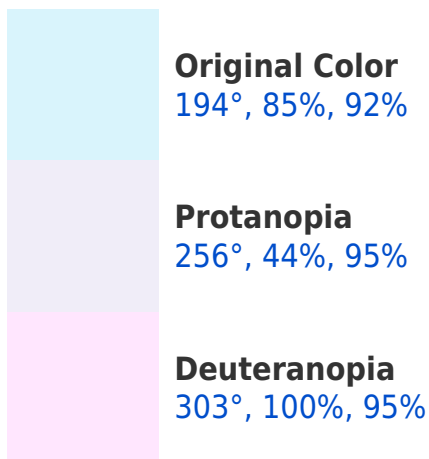 Original Color
194°, 85%, 92%
Protanopia
256°, 44%, 95%
Deuteranopia
303°, 100%, 95%